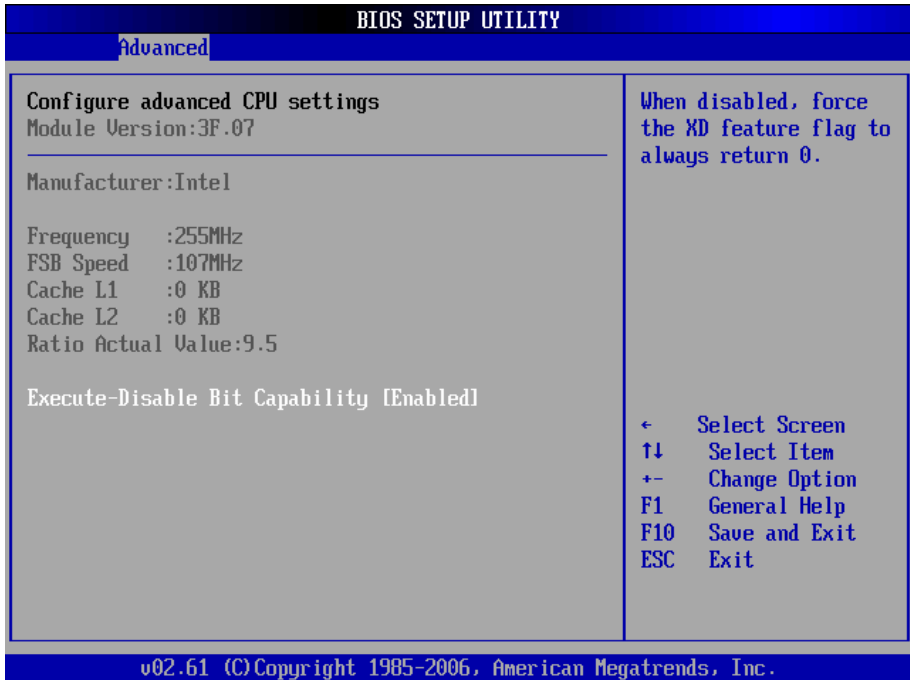 BIOS SETUP UTILITY
Advanced
Configure advanced CPU settings
Module Version:3F.07
Manufacturer:Intel
Frequency :255MHz
FSB Speed :107MHz
Cache L1 :0 KB
Cache L2 :0 KB
Ratio Actual Value:9.5
Execute-Disable Bit Capability [Enabled]
When disabled, force
the XD feature flag to
always return 0.
← Select Screen
↑↓ Select Item
+- Change Option
F1 General Help
F10 Save and Exit
ESC Exit
v02.61 (C)Copyright 1985-2006, American Megatrends, Inc.